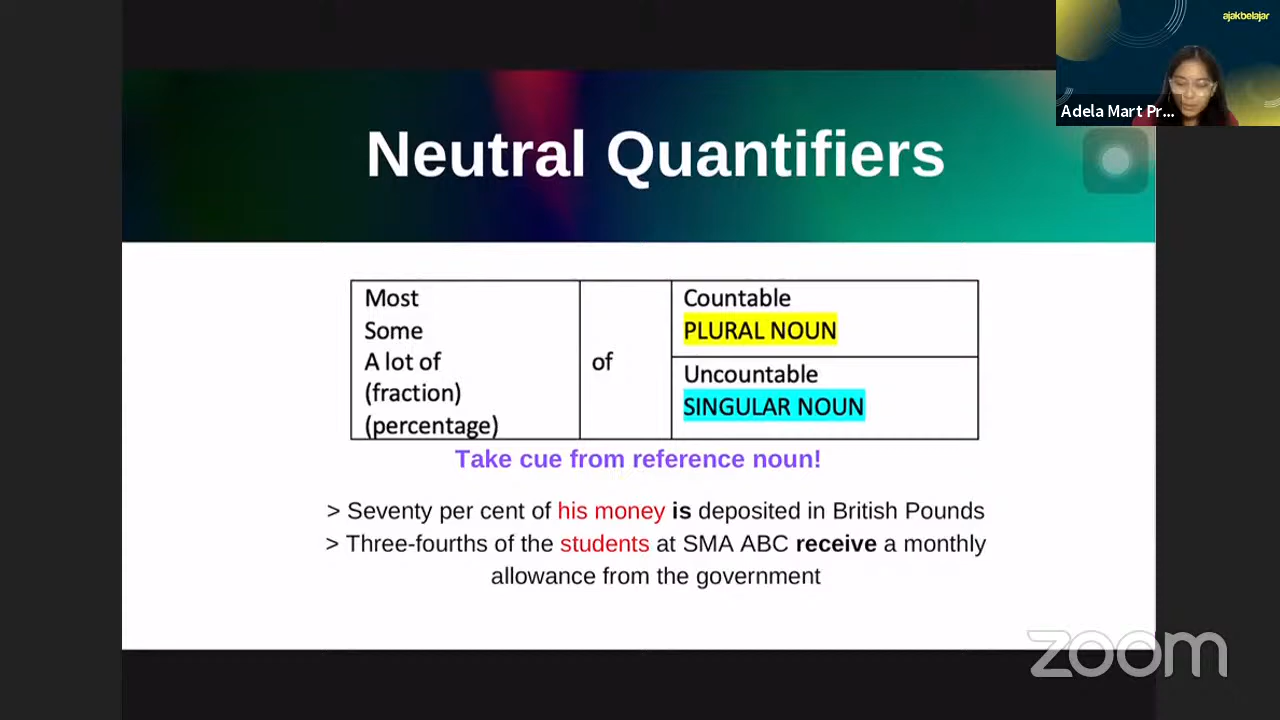 ajakbelajar
Adela Mart Pr...
Neutral Quantifiers
Most
Some
A lot of
(fraction)
(percentage)
of
Countable
PLURAL NOUN
Uncountable
SINGULAR NOUN
Take cue from reference noun!
> Seventy per cent of his money is deposited in British Pounds
> Three-fourths of the students at SMA ABC receive a monthly
allowance from the government
zoom